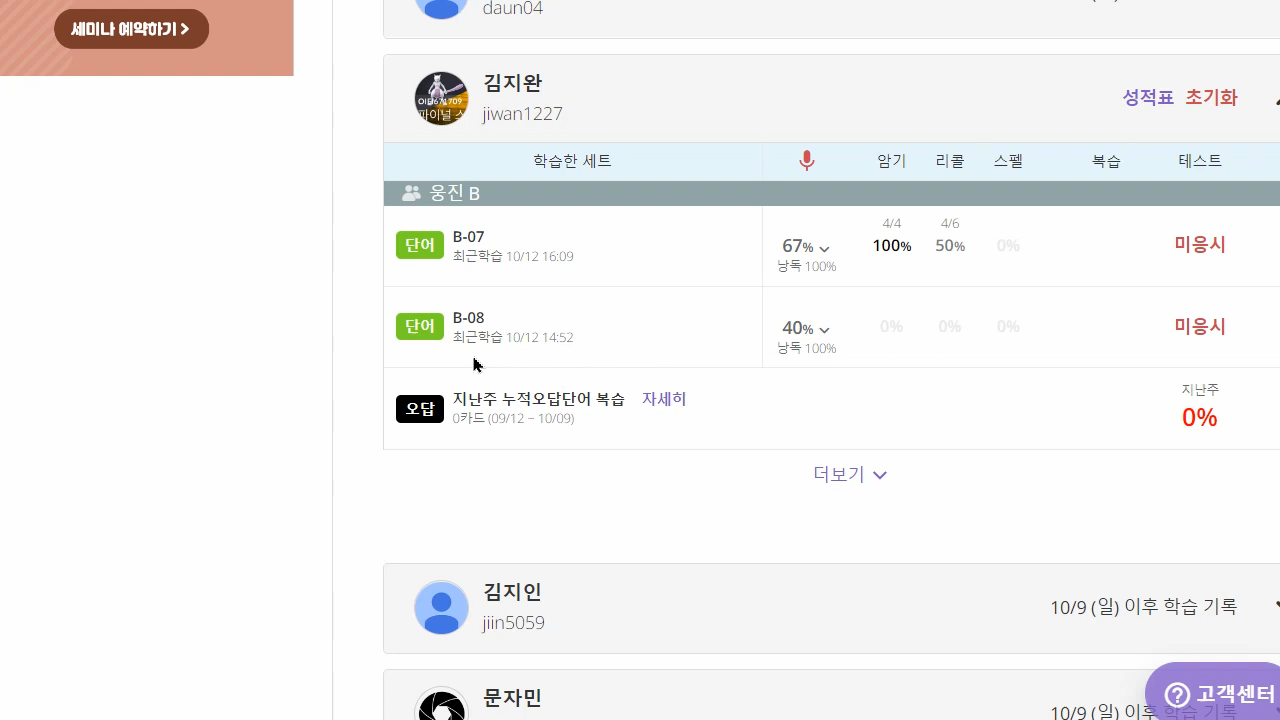 세미나 예약하기 >
daun04
김지완
jiwan1227
성적표 초기화
학습한 세트 암기 리콜 스펠 복습 테스트
웅진 B
단어 B-07 최근학습 10/12 16:09 67% 낭독 100% 4/4 100% 4/6 50% 0% 미응시
단어 B-08 최근학습 10/12 14:52 40% 낭독 100% 0% 0% 0% 미응시
오답 지난주 누적오답단어 복습 자세히 0카드 (09/12 ~ 10/09) 지난주 0%
더보기
김지인
jiin5059
10/9 (일) 이후 학습 기록
문자민
10/9 (일) 이후 학습 기록
고객센터